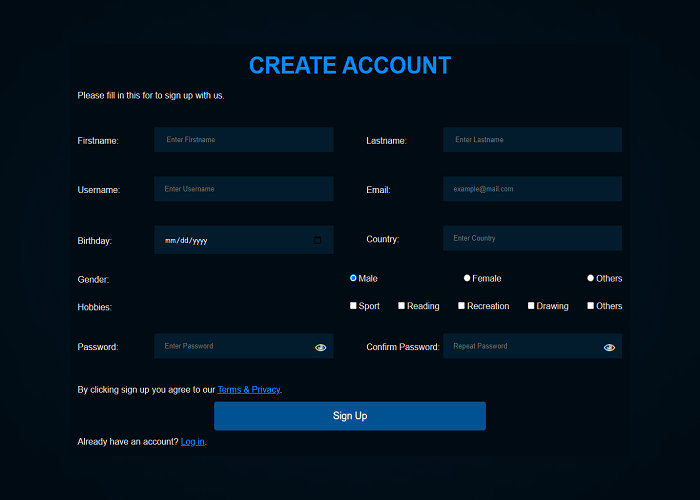 CREATE ACCOUNT
Please fill in this for to sign up with us.
Firstname: Enter Firstname Lastname: Enter Lastname
Username: Enter Username Email: example@mail.com
Birthday: mm/dd/yyyy Country: Enter Country
Gender: Male Female Others
Hobbies: Sport Reading Recreation Drawing Others
Password: Enter Password Confirm Password: Repeat Password
By clicking sign up you agree to our Terms & Privacy.
Sign Up
Already have an account? Log in.